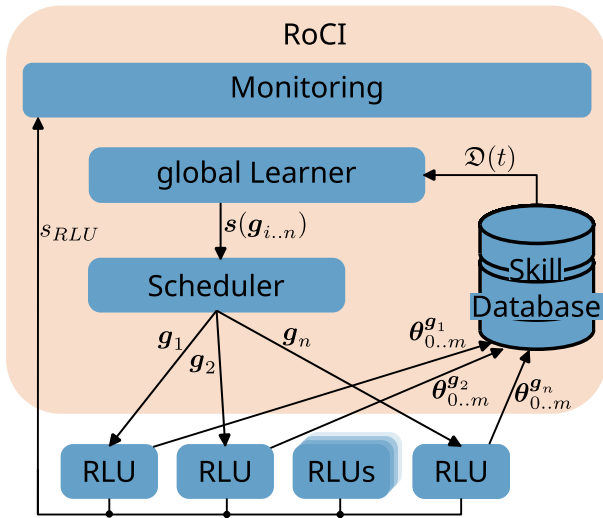 RoCI
Monitoring
global Learner
𝔇(t)
s_{RLU}
s(g_{i..n})
Scheduler
Skill
Database
g_1
g_2
g_n
θ^{g_1}_{0..m}
θ^{g_2}_{0..m}
θ^{g_n}_{0..m}
RLU
RLU
RLUs
RLU